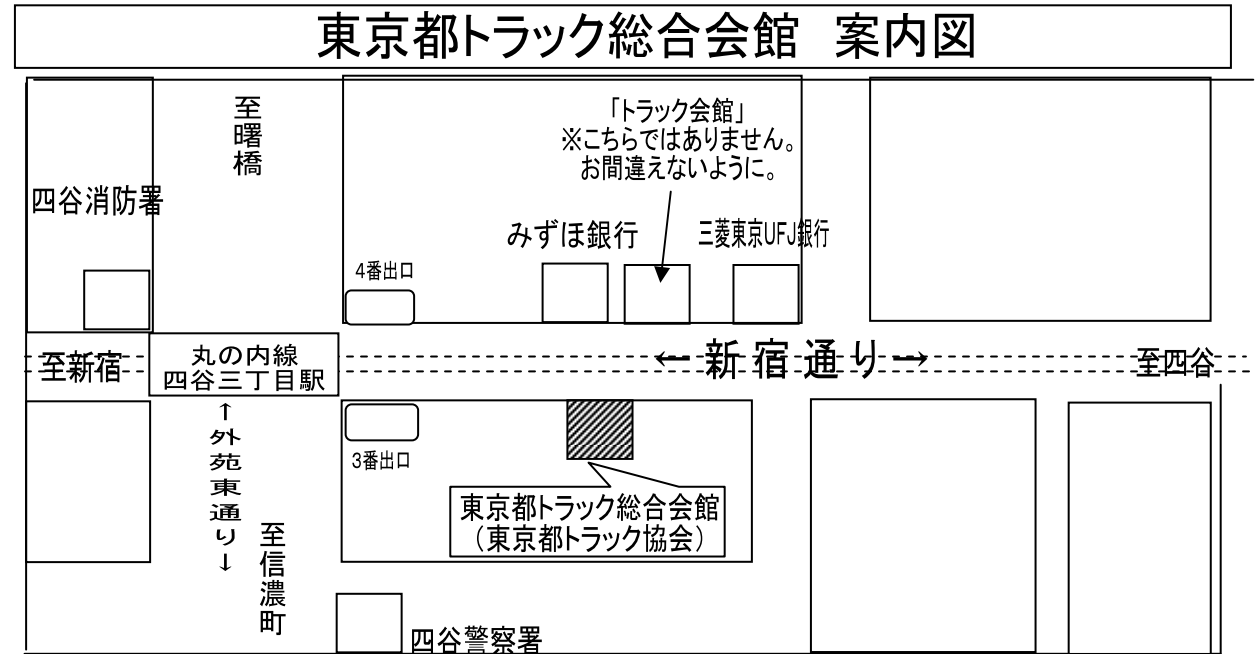 東京都トラック総合会館　案内図
至曙橋
「トラック会館」
※こちらではありません。
お間違えないように。
四谷消防署
みずほ銀行
三菱東京UFJ銀行
4番出口
至新宿
丸の内線
四谷三丁目駅
←新宿通り→
至四谷
↑外苑東通り↓
3番出口
東京都トラック総合会館
（東京都トラック協会）
至信濃町
四谷警察署